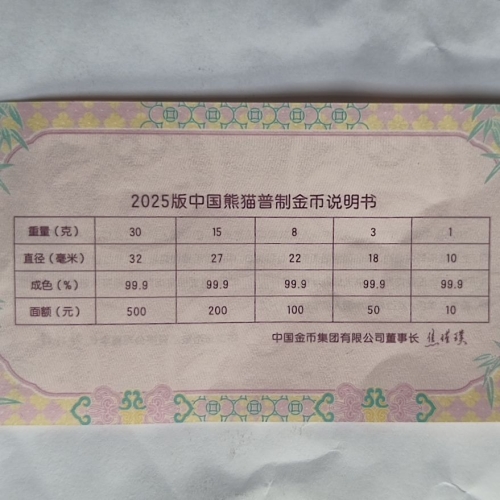 2025版中国熊猫普制金币说明书
重量（克） 30 15 8 3 1
直径（毫米） 32 27 22 18 10
成色（%） 99.9 99.9 99.9 99.9 99.9
面额（元） 500 200 100 50 10
中国金币集团有限公司董事长